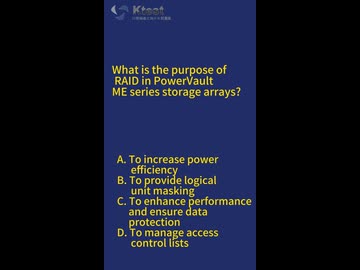 Ktest
What is the purpose of
RAID in PowerVault
ME series storage arrays?
A. To increase power
efficiency
B. To provide logical
unit masking
C. To enhance performance
and ensure data
protection
D. To manage access
control lists